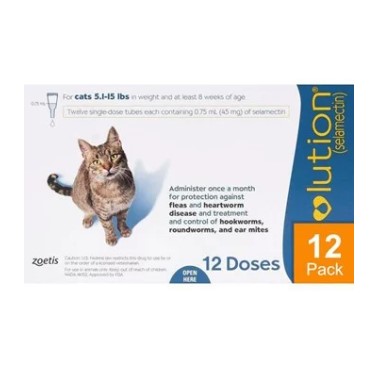 For cats 5.1-15 lbs in weight and at least 8 weeks of age
0.75 mL
Twelve single-dose tubes each containing 0.75 mL (45 mg) of selamectin
olution®
(selamectin)
Administer once a month
for protection against
fleas and heartworm
disease and treatment
and control of hookworms,
roundworms, and ear mites
zoetis
12 Doses
OPEN
HERE
12
Pack